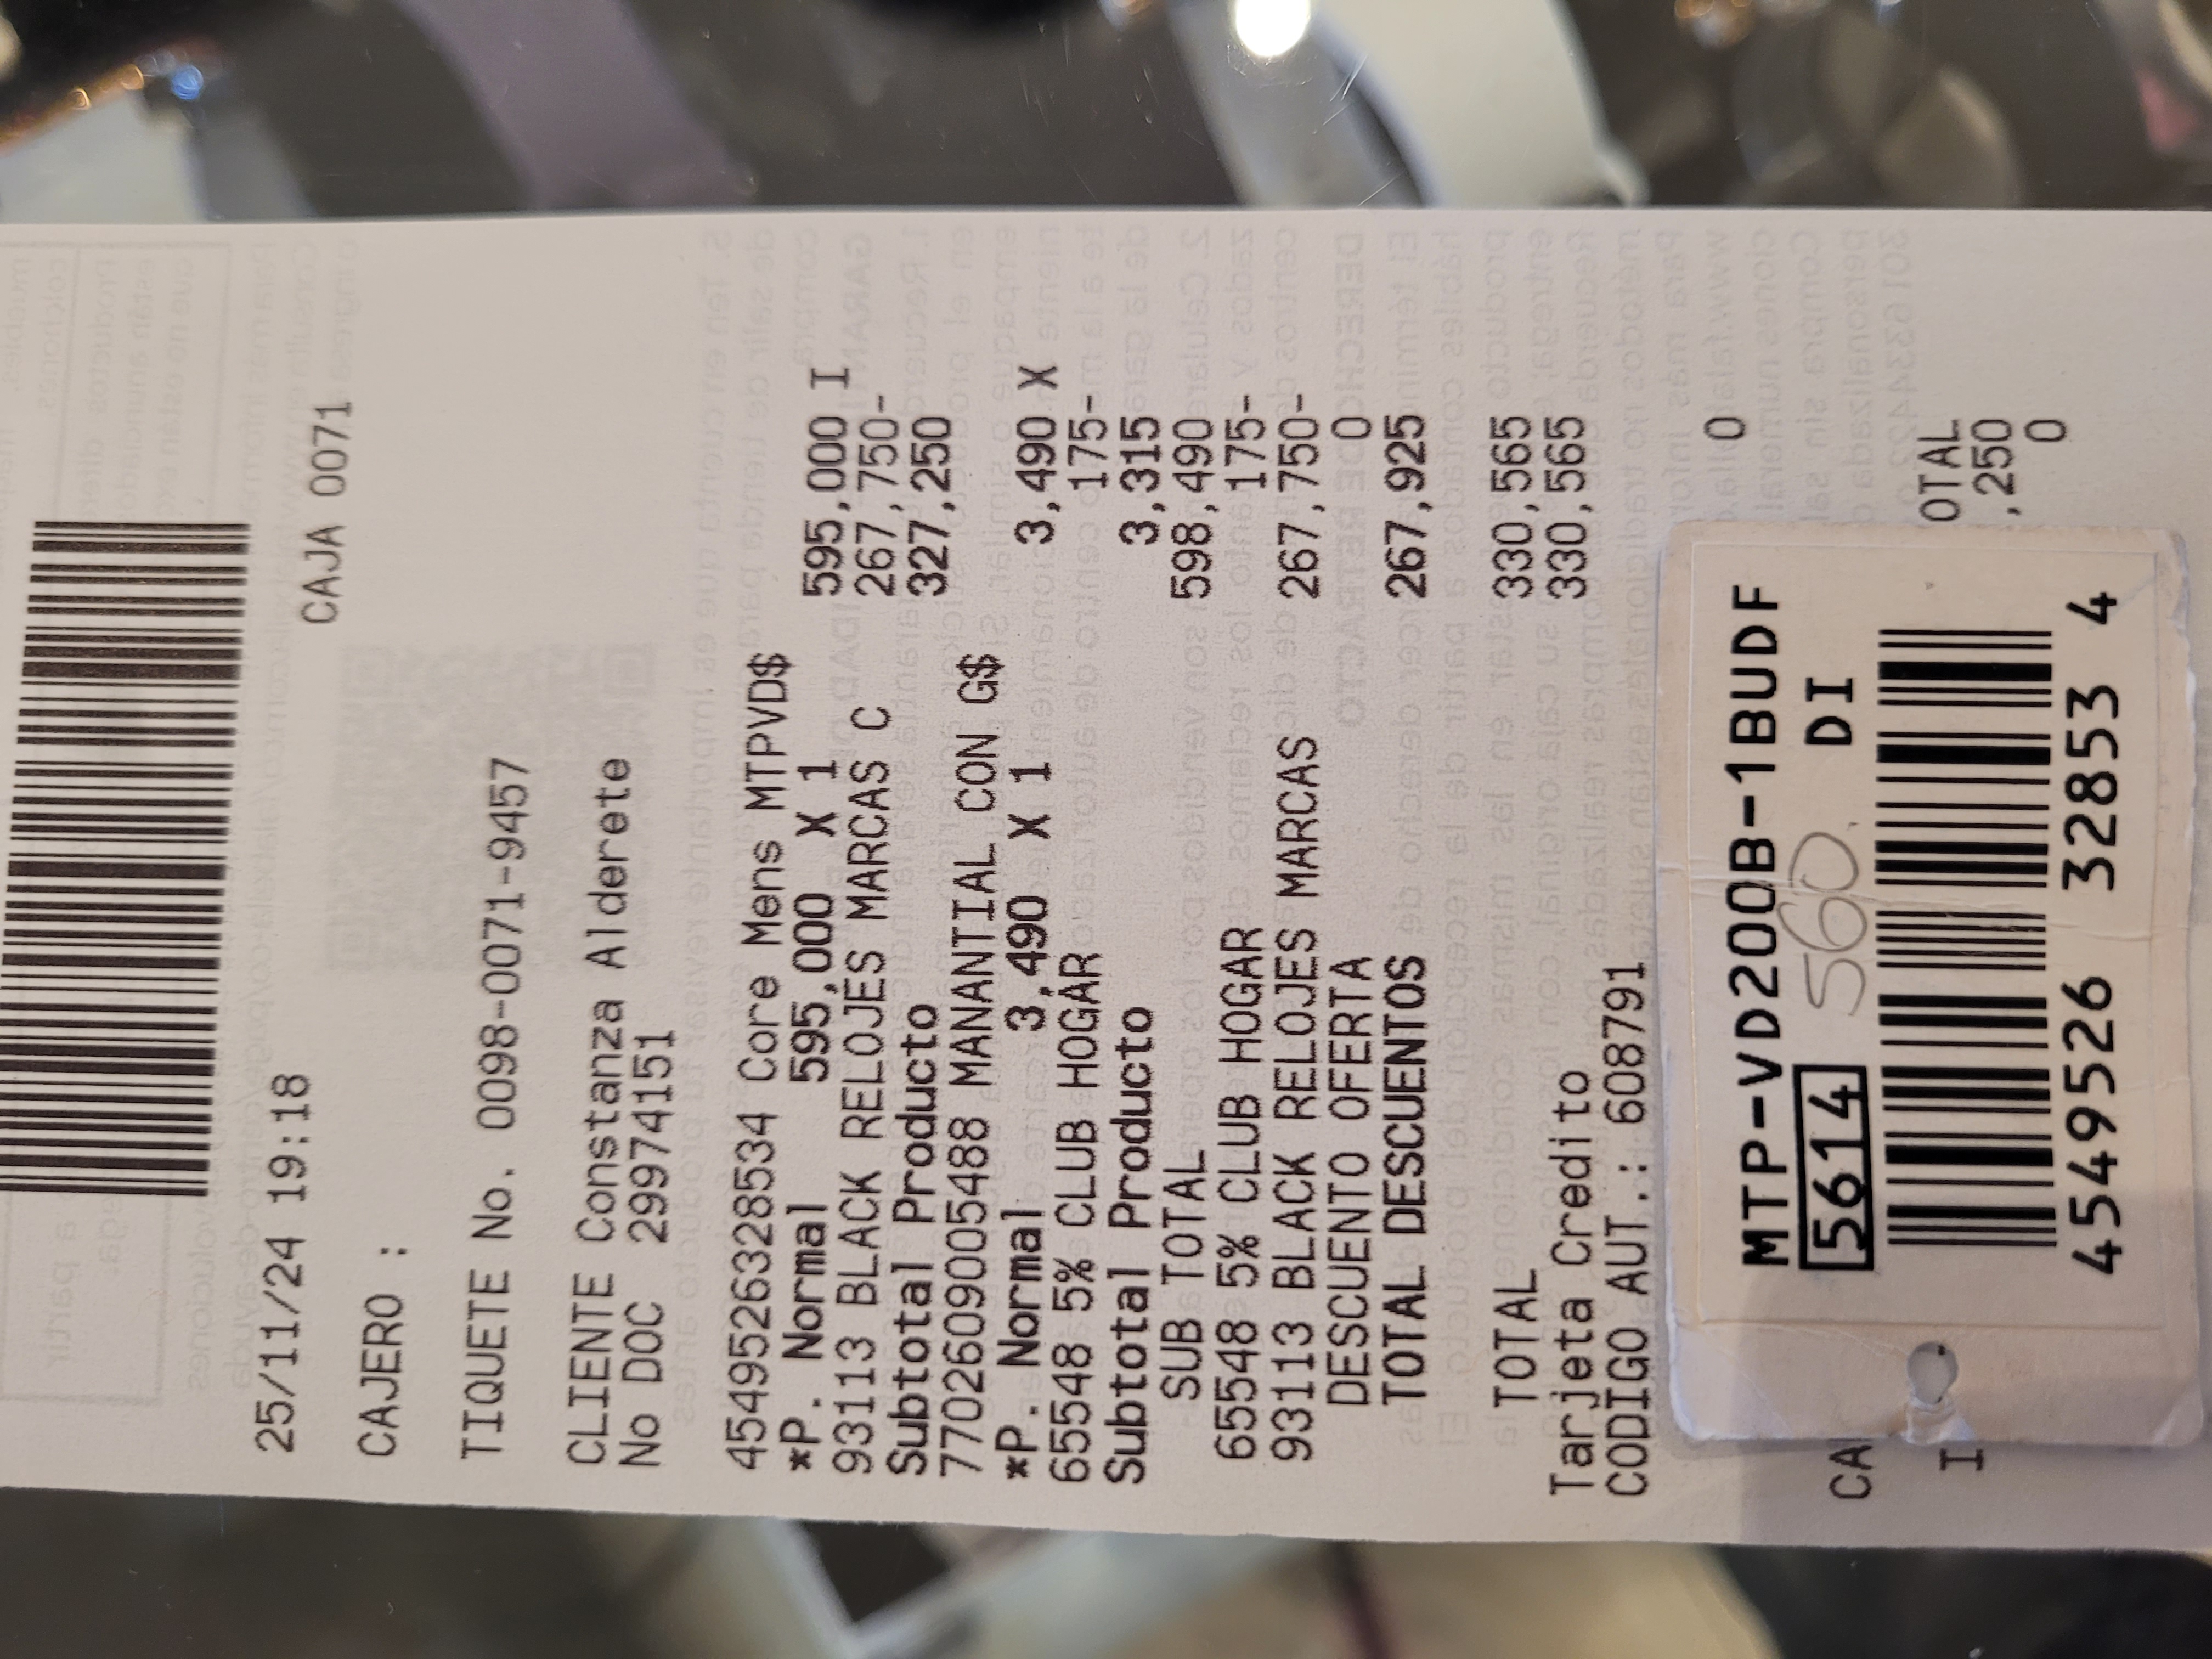 25/11/24 19:18
CAJA 0071
CAJERO :
TIQUETE No. 0098-0071-9457
CLIENTE Constanza Alderete
No DOC 29974151
4549526328534 Core Mens MTPVD$
*P. Normal 595,000 X 1 595,000 I
93113 BLACK RELOJES MARCAS C 267,750-
Subtotal Producto 327,250
7702609005488 MANANTIAL CON G$
*P. Normal 3,490 X 1 3,490 X
65548 5% CLUB HOGAR 175-
Subtotal Producto 3,315
SUB TOTAL 598,490
65548 5% CLUB HOGAR 175-
93113 BLACK RELOJES MARCAS 267,750-
DESCUENTO OFERTA 0
TOTAL DESCUENTOS 267,925
TOTAL 330,565
Tarjeta Credito 330,565
CODIGO AUT.: 608791
0
OTAL
,250
0
MTP-VD200B-1BUDF
5614 560 DI
4549526 32853 4